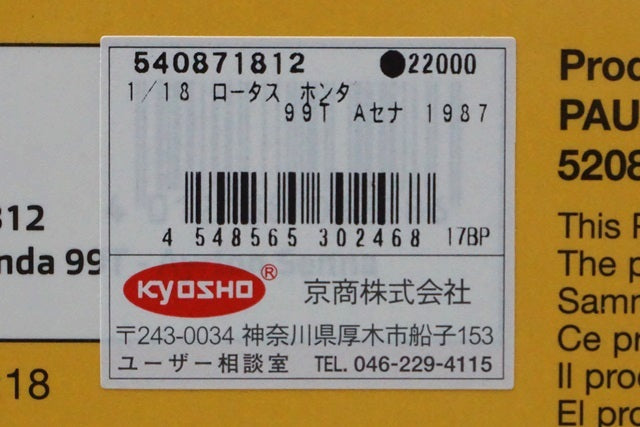 540871812 ●22000
1/18 ロータス ホンダ
99T Aセナ 1987
4 548565 302468 17BP
KYOSHO® 京商株式会社
〒243-0034 神奈川県厚木市船子153
ユーザー相談室 TEL. 046-229-4115
312
nda 99
18
Prod
PAU
5208
This
The p
Samm
Ce pr
Il prod
El pro